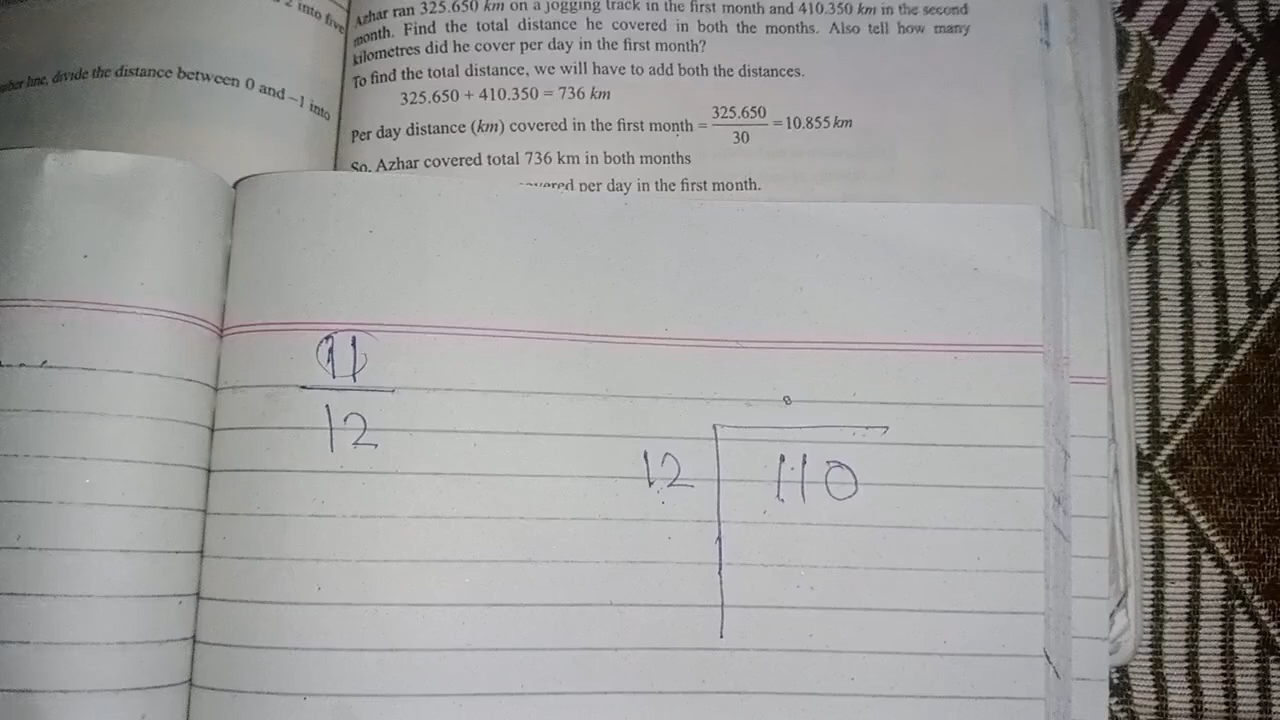 2 into five
mber line, divide the distance between 0 and −1 into
Azhar ran 325.650 km on a jogging track in the first month and 410.350 km in the second
month. Find the total distance he covered in both the months. Also tell how many
kilometres did he cover per day in the first month?
To find the total distance, we will have to add both the distances.
325.650 + 410.350 = 736 km
Per day distance (km) covered in the first month = 325.650/30 = 10.855 km
So, Azhar covered total 736 km in both months
per day in the first month.
11
12
12 110